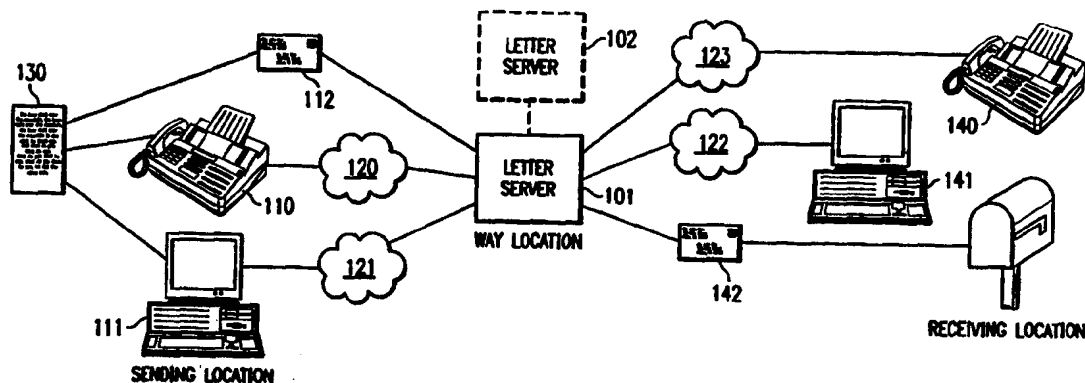 130
112
110
120
121
111
SENDING LOCATION
LETTER
SERVER
102
LETTER
SERVER
101
WAY LOCATION
123
122
140
141
142
RECEIVING LOCATION